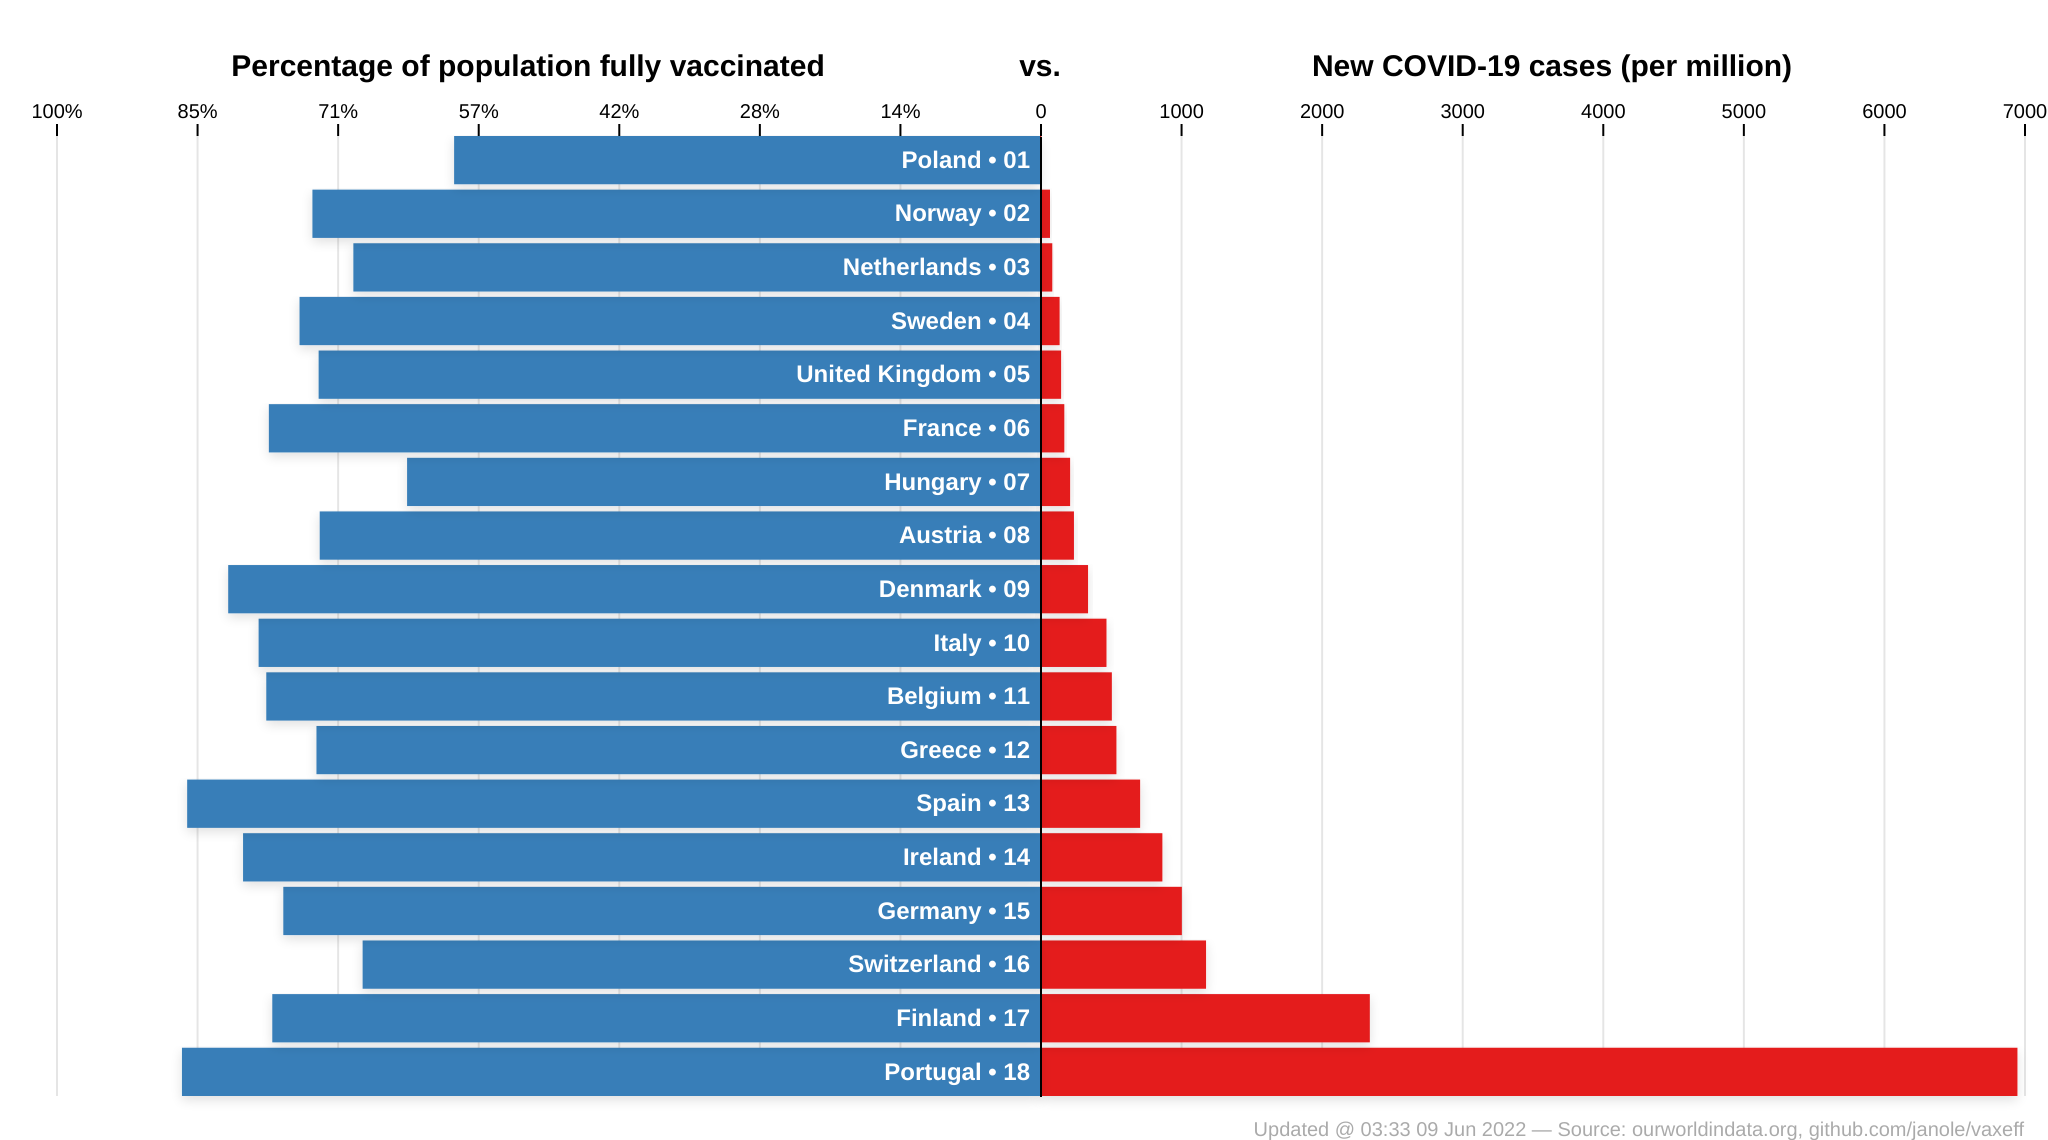 Percentage of population fully vaccinated vs. New COVID-19 cases (per million)
100% 85% 71% 57% 42% 28% 14% 0 1000 2000 3000 4000 5000 6000 7000
Poland • 01
Norway • 02
Netherlands • 03
Sweden • 04
United Kingdom • 05
France • 06
Hungary • 07
Austria • 08
Denmark • 09
Italy • 10
Belgium • 11
Greece • 12
Spain • 13
Ireland • 14
Germany • 15
Switzerland • 16
Finland • 17
Portugal • 18
Updated @ 03:33 09 Jun 2022 — Source: ourworldindata.org, github.com/janole/vaxeff